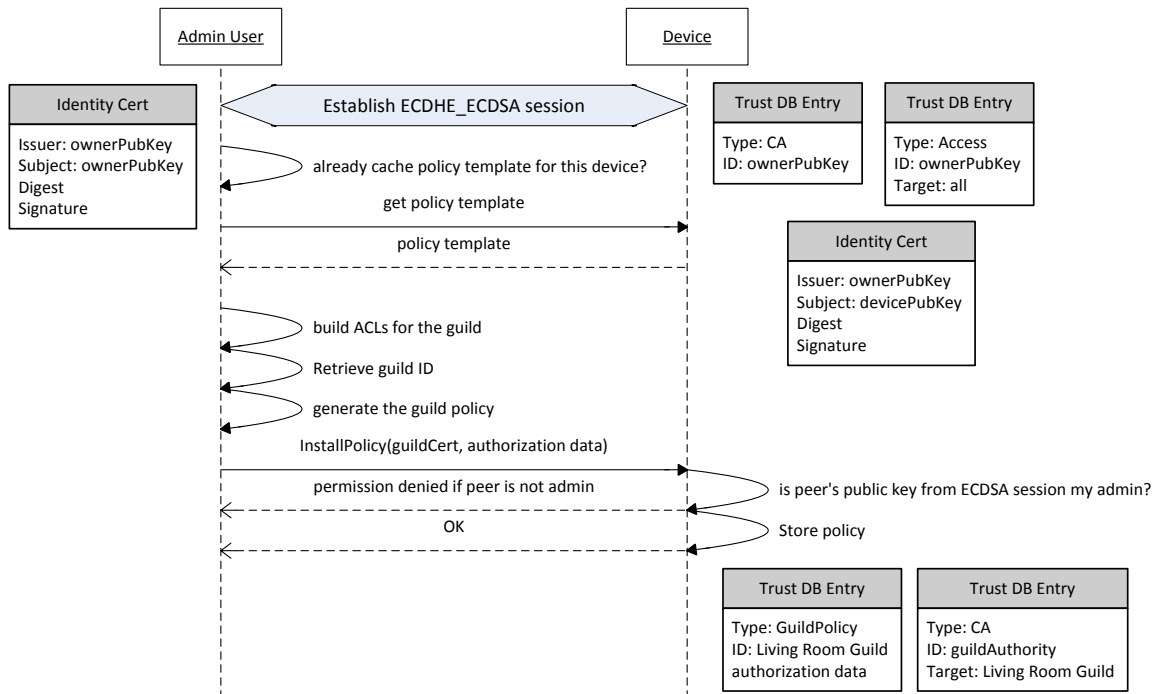 Admin User
Device
Identity Cert
Issuer: ownerPubKey
Subject: ownerPubKey
Digest
Signature
Establish ECDHE_ECDSA session
Trust DB Entry
Type: CA
ID: ownerPubKey
Trust DB Entry
Type: Access
ID: ownerPubKey
Target: all
already cache policy template for this device?
get policy template
policy template
Identity Cert
Issuer: ownerPubKey
Subject: devicePubKey
Digest
Signature
build ACLs for the guild
Retrieve guild ID
generate the guild policy
InstallPolicy(guildCert, authorization data)
permission denied if peer is not admin
is peer's public key from ECDSA session my admin?
OK
Store policy
Trust DB Entry
Type: GuildPolicy
ID: Living Room Guild
authorization data
Trust DB Entry
Type: CA
ID: guildAuthority
Target: Living Room Guild